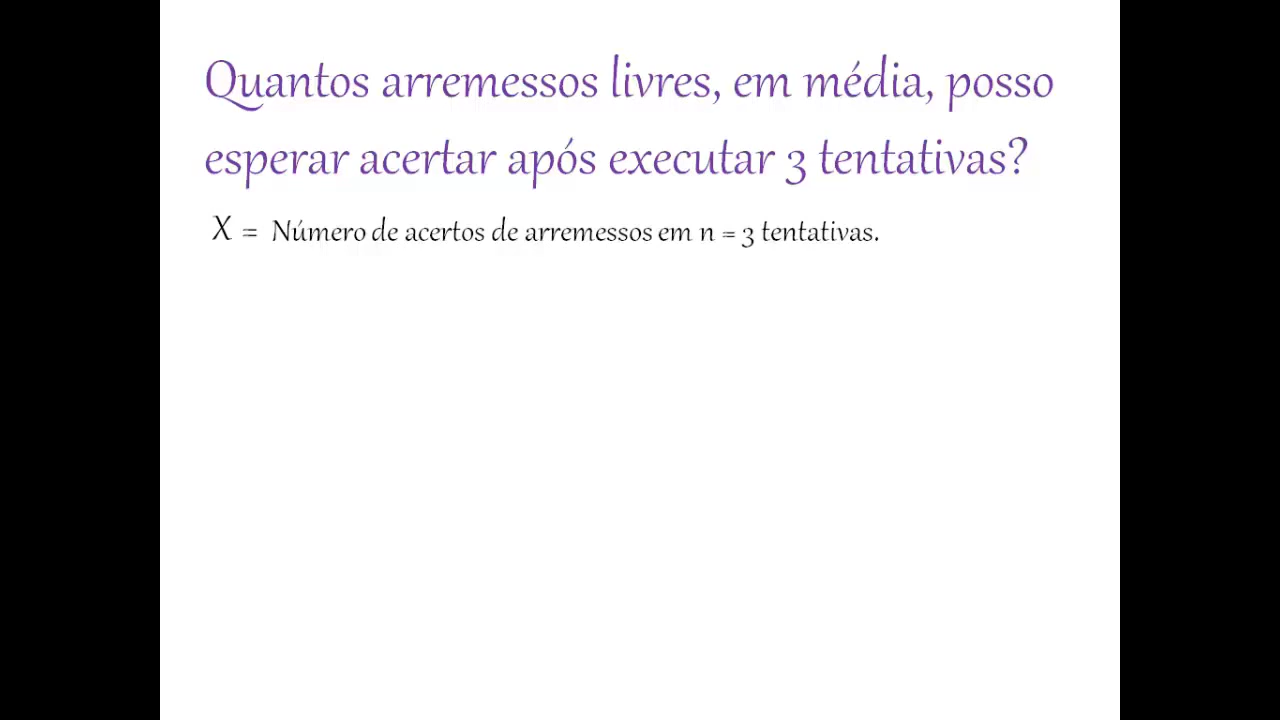 Quantos arremessos livres, em média, posso
esperar acertar após executar 3 tentativas?
X = Número de acertos de arremessos em n = 3 tentativas.